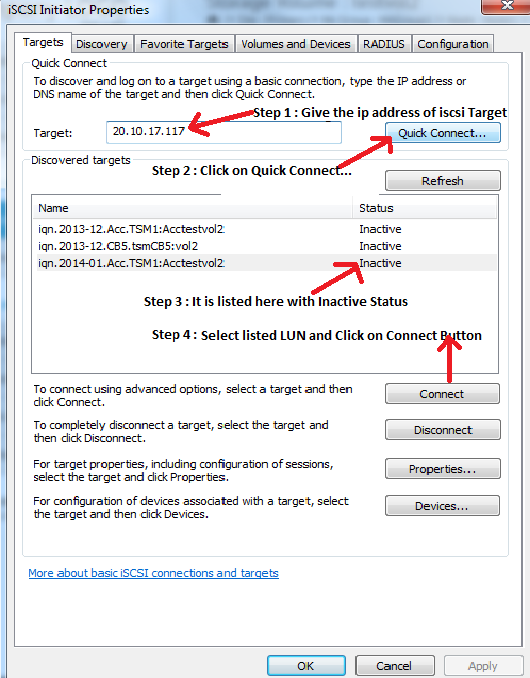 iSCSI Initiator Properties
Targets Discovery Favorite Targets Volumes and Devices RADIUS Configuration
Quick Connect
To discover and log on to a target using a basic connection, type the IP address or
DNS name of the target and then click Quick Connect.
Step 1 : Give the ip address of iscsi Target
Target: 20.10.17.117 Quick Connect...
Discovered targets
Step 2: Click on Quick Connect...
Refresh
Name Status
iqn.2013-12.Acc.TSM1:Acctestvol2: Inactive
iqn.2013-12.CB5.tsmCB5:vol2 Inactive
iqn.2014-01.Acc.TSM1:Acctestvol2: Inactive
Step 3 : It is listed here with Inactive Status
Step 4 : Select listed LUN and Click on Connect Button
To connect using advanced options, select a target and then
click Connect.
Connect
To completely disconnect a target, select the target and
then click Disconnect.
Disconnect
For target properties, including configuration of sessions,
select the target and click Properties.
Properties...
For configuration of devices associated with a target, select
the target and then click Devices.
Devices...
More about basic iSCSI connections and targets
OK Cancel Apply